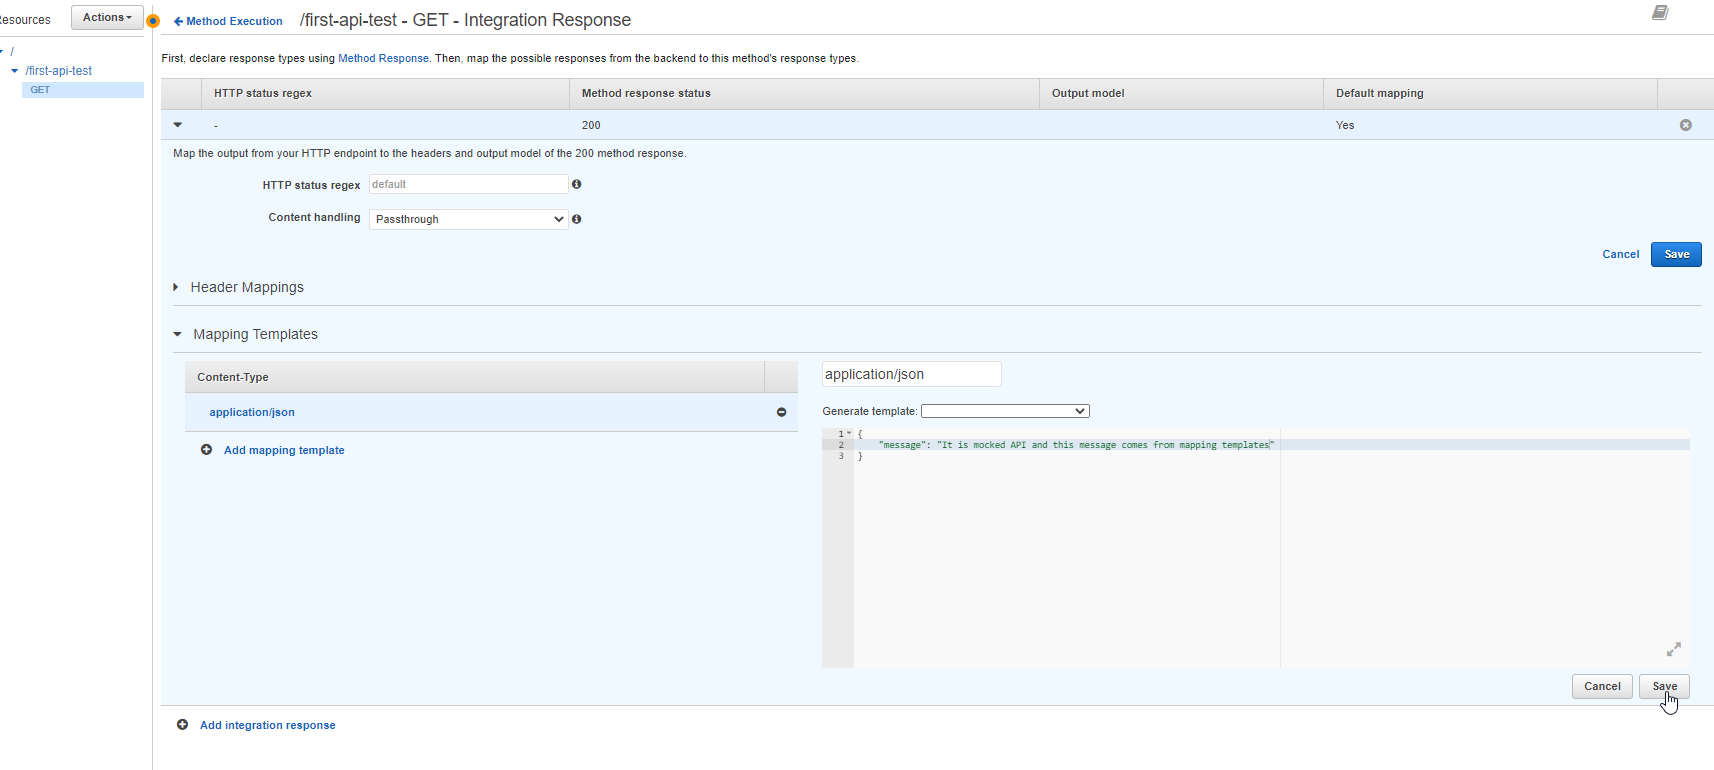 Resources
Actions
Method Execution /first-api-test - GET - Integration Response
/
/first-api-test
GET
First, declare response types using Method Response. Then, map the possible responses from the backend to this method's response types.
HTTP status regex Method response status Output model Default mapping
- 200 Yes
Map the output from your HTTP endpoint to the headers and output model of the 200 method response.
HTTP status regex default
Content handling Passthrough
Cancel Save
Header Mappings
Mapping Templates
Content-Type
application/json
Add mapping template
application/json
Generate template:
1 {
2 "message": "It is mocked API and this message comes from mapping templates"
3 }
Cancel Save
Add integration response